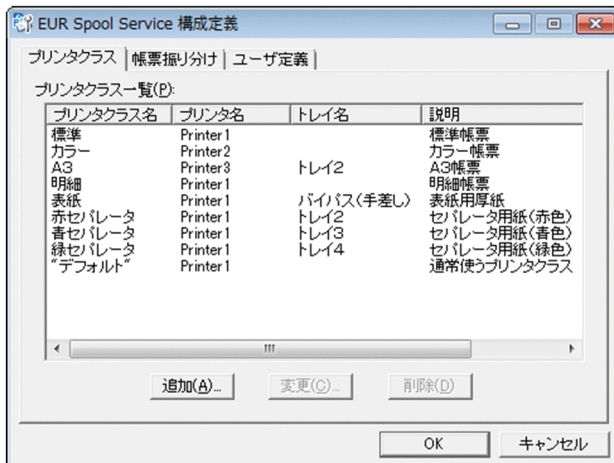 EUR Spool Service 構成定義
プリンタクラス 帳票振り分け ユーザ定義
プリンタクラス一覧(P):
プリンタクラス名 プリンタ名 トレイ名 説明
標準 Printer1 標準帳票
カラー Printer2 カラー帳票
A3 Printer3 トレイ2 A3帳票
明細 Printer1 明細帳票
表紙 Printer1 バイパス(手差し) 表紙用厚紙
赤セパレータ Printer1 トレイ2 セパレータ用紙(赤色)
青セパレータ Printer1 トレイ3 セパレータ用紙(青色)
緑セパレータ Printer1 トレイ4 セパレータ用紙(緑色)
"デフォルト" Printer1 通常使うプリンタクラス
追加(A)... 変更(C)... 削除(D)
OK キャンセル